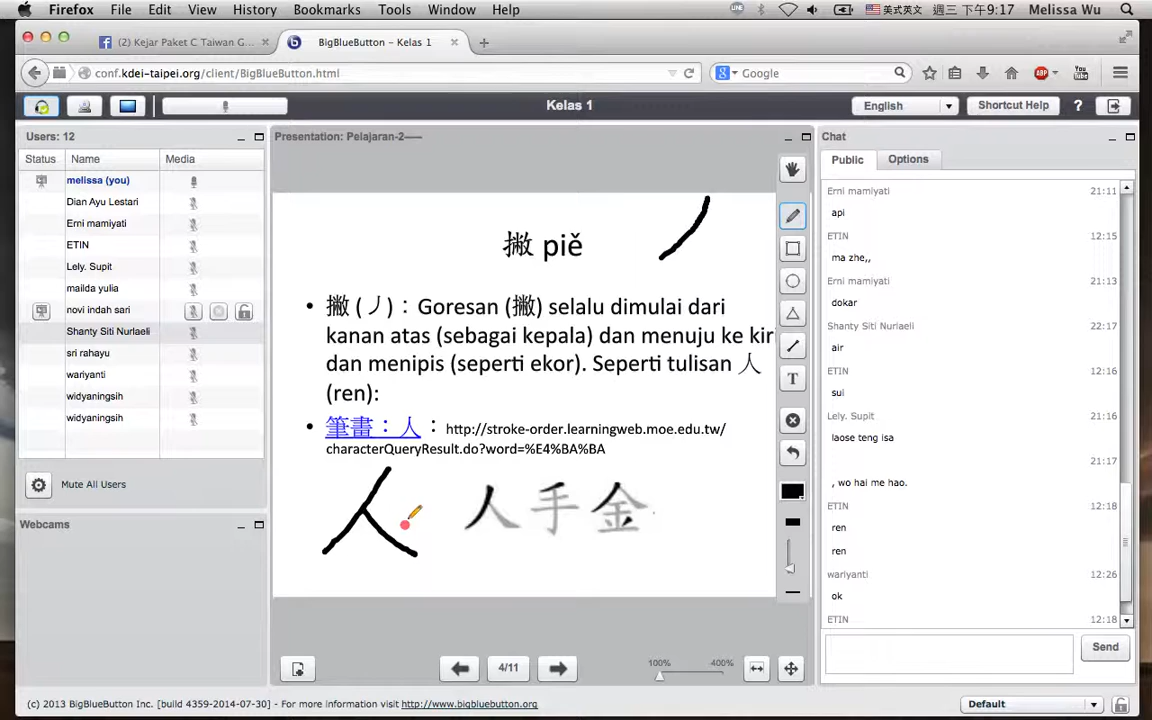 Firefox File Edit View History Bookmarks Tools Window Help 美式英文 週三 下午9:17 Melissa Wu
(2) Kejar Paket C Taiwan G... × BigBlueButton - Kelas 1 × +
conf.kdei-taipei.org/client/BigBlueButton.html Google ABP You Tube
Kelas 1 English Shortcut Help ?
Users: 12
Status Name Media
melissa (you)
Dian Ayu Lestari
Erni mamiyati
ETIN
Lely. Supit
mailda yulia
novi indah sari
Shanty Siti Nurlaeli
sri rahayu
wariyanti
widyaningsih
widyaningsih
Mute All Users
Webcams
Presentation: Pelajaran-2-----
撇 piě
• 撇 (丿)：Goresan (撇) selalu dimulai dari
kanan atas (sebagai kepala) dan menuju ke kir
dan menipis (seperti ekor). Seperti tulisan 人
(ren):
• 筆畫：人：http://stroke-order.learningweb.moe.edu.tw/
characterQueryResult.do?word=%E4%BA%BA
人 人手金
T
4/11
100% 400%
Chat
Public Options
Erni mamiyati 21:11
api
ETIN 12:15
ma zhe,,
Erni mamiyati 21:13
dokar
Shanty Siti Nurlaeli 22:17
air
ETIN 12:16
sui
Lely. Supit 21:16
laose teng isa
21:17
, wo hai me hao.
ETIN 12:18
ren
ren
wariyanti 12:26
ok
ETIN 12:18
Send
(c) 2013 BigBlueButton Inc. [build 4359-2014-07-30] - For more information visit http://www.bigbluebutton.org Default